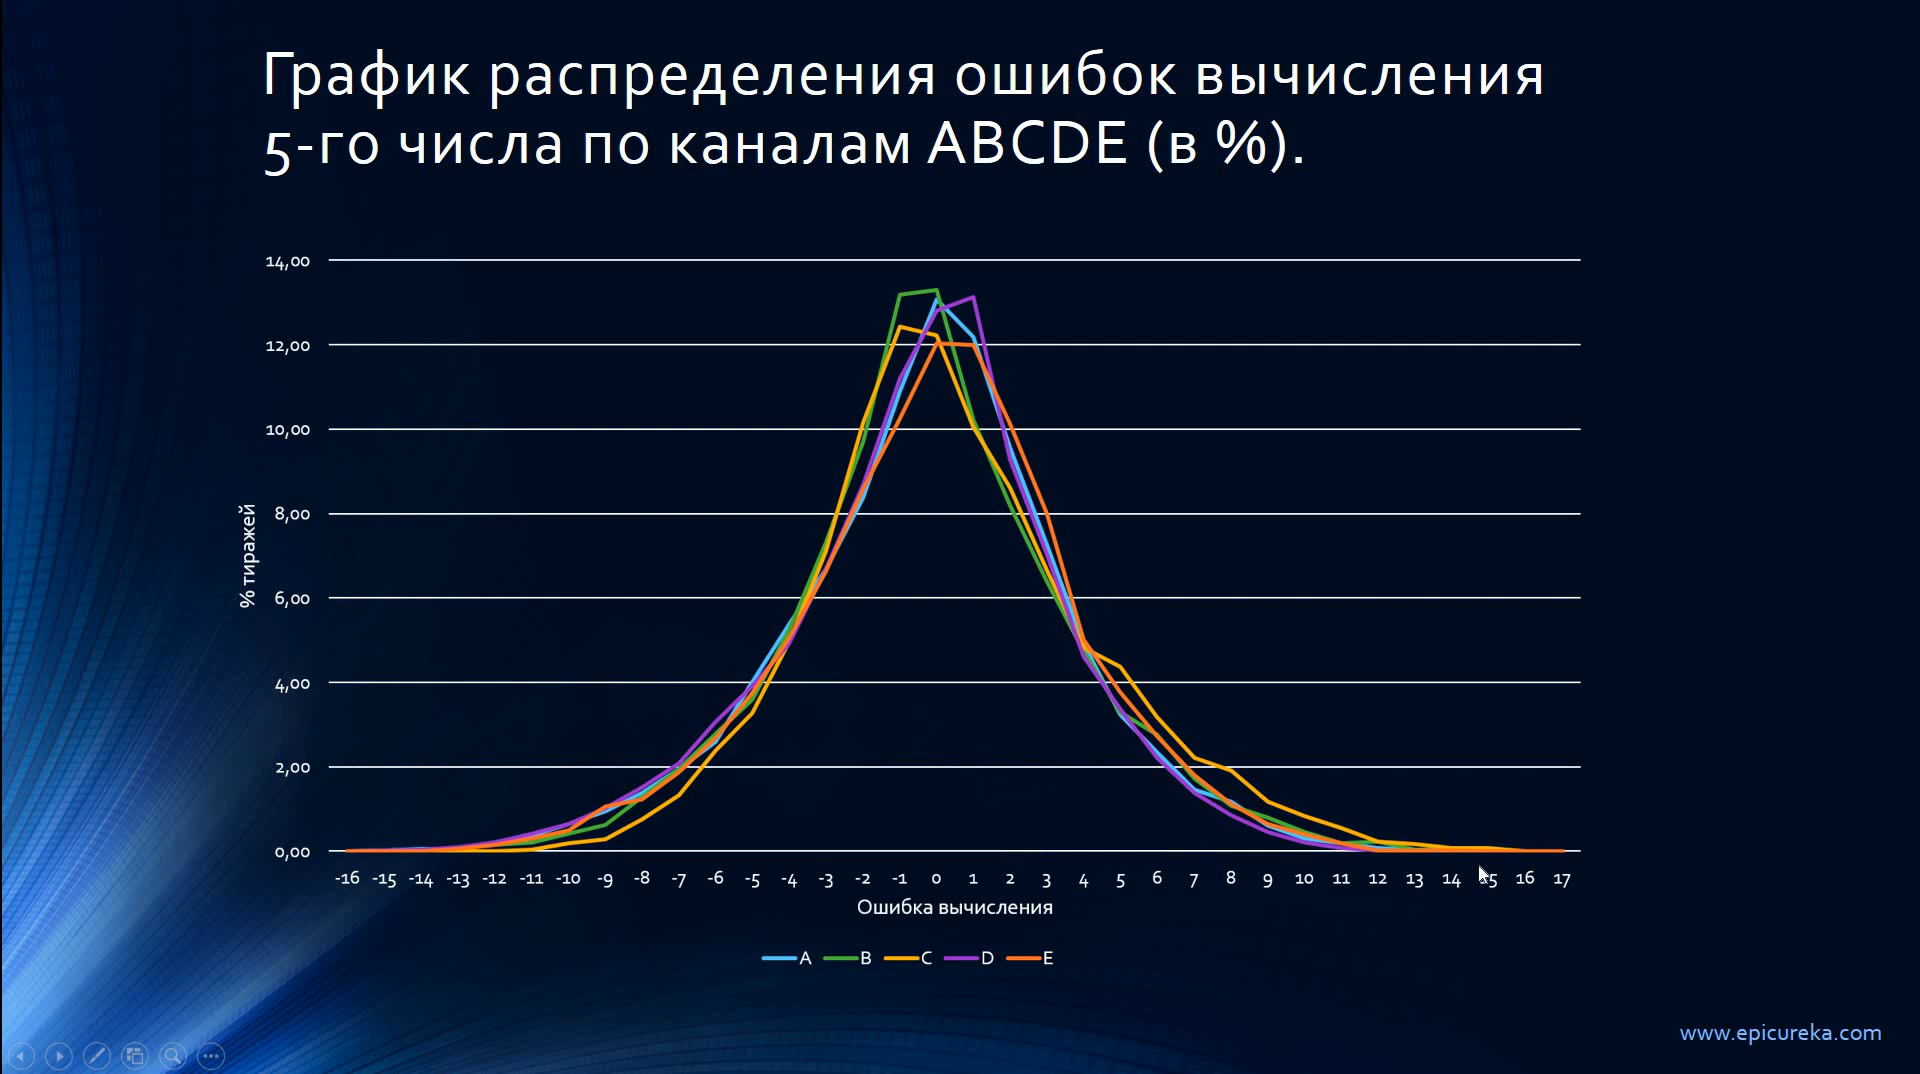 График распределения ошибок вычисления
5-го числа по каналам ABCDE (в %).
14,00
12,00
10,00
8,00
6,00
4,00
2,00
0,00
% тиражей
-16 -15 -14 -13 -12 -11 -10 -9 -8 -7 -6 -5 -4 -3 -2 -1 0 1 2 3 4 5 6 7 8 9 10 11 12 13 14 15 16 17
Ошибка вычисления
A B C D E
www.epicureka.com